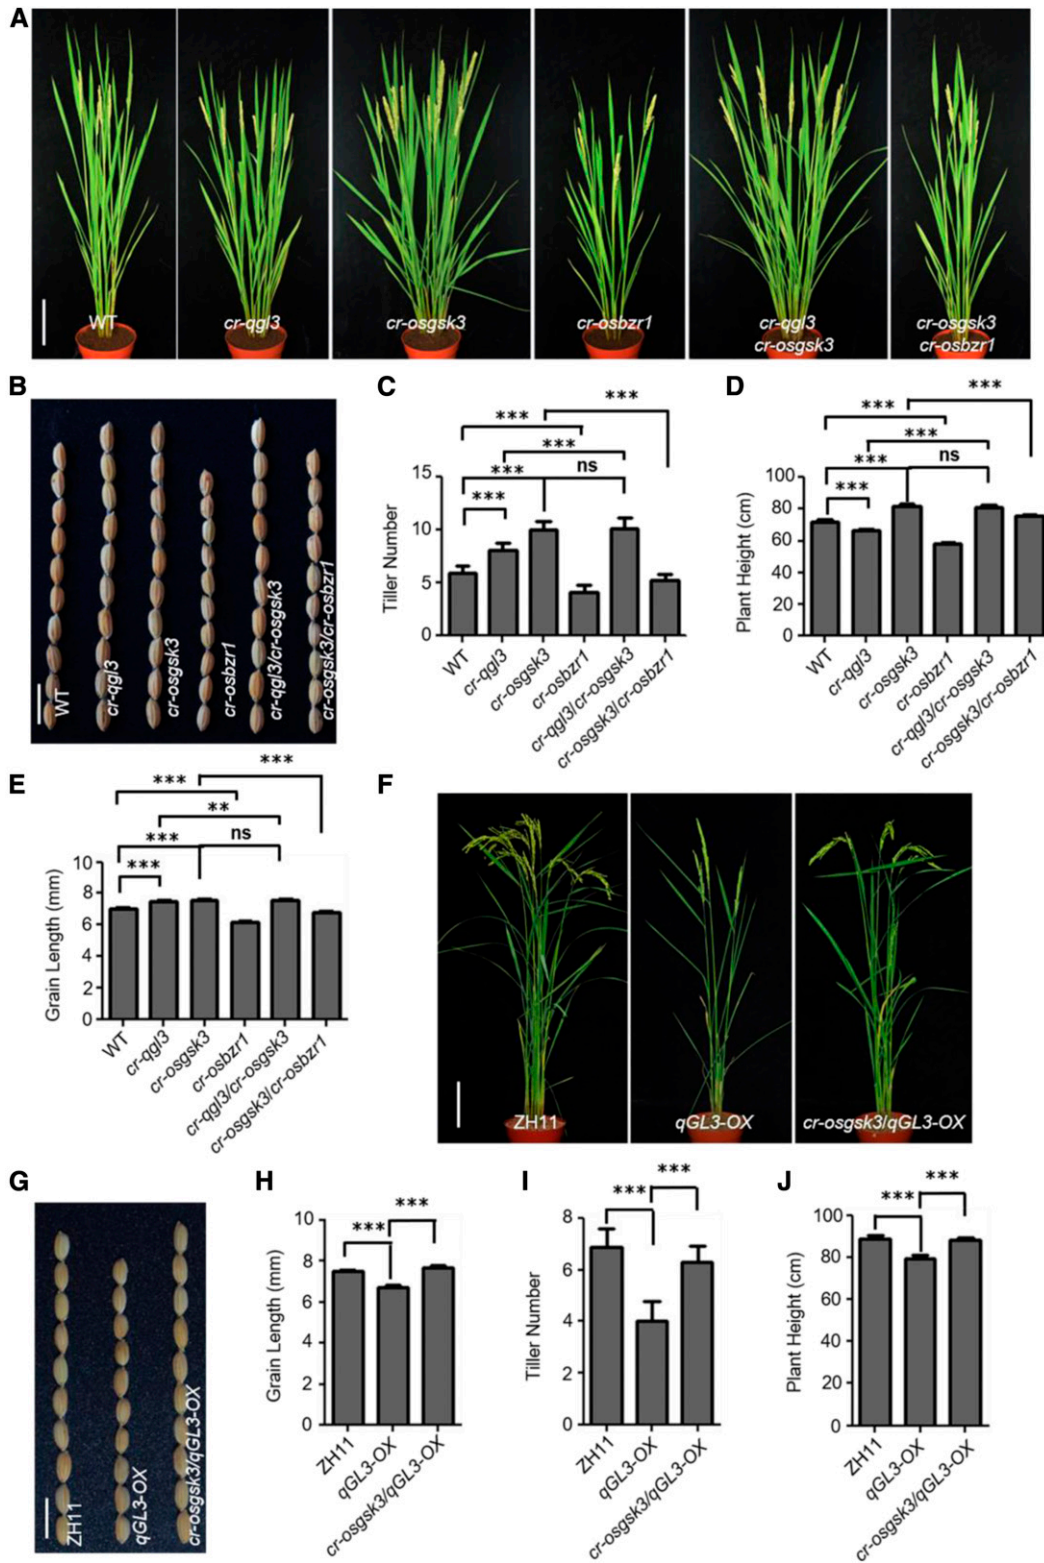 A
WT
cr-qgl3
cr-osgsk3
cr-osbzr1
cr-qgl3
cr-osgsk3
cr-osgsk3
cr-osbzr1
B
WT
cr-qgl3
cr-osgsk3
cr-osbzr1
cr-qgl3/cr-osgsk3
cr-osgsk3/cr-osbzr1
C
***
***
***
***
ns
***
15
10
5
0
Tiller Number
WT
cr-qgl3
cr-osgsk3
cr-osbzr1
cr-qgl3/cr-osgsk3
cr-osgsk3/cr-osbzr1
D
***
***
***
***
ns
***
100
80
60
40
20
0
Plant Height (cm)
WT
cr-qgl3
cr-osgsk3
cr-osbzr1
cr-qgl3/cr-osgsk3
cr-osgsk3/cr-osbzr1
E
***
***
**
***
ns
***
10
8
6
4
2
0
Grain Length (mm)
WT
cr-qgl3
cr-osgsk3
cr-osbzr1
cr-qgl3/cr-osgsk3
cr-osgsk3/cr-osbzr1
F
ZH11
qGL3-OX
cr-osgsk3/qGL3-OX
G
ZH11
qGL3-OX
cr-osgsk3/qGL3-OX
H
***
***
10
8
6
4
2
0
Grain Length (mm)
ZH11
qGL3-OX
cr-osgsk3/qGL3-OX
I
***
***
8
6
4
2
0
Tiller Number
ZH11
qGL3-OX
cr-osgsk3/qGL3-OX
J
***
***
100
80
60
40
20
0
Plant Height (cm)
ZH11
qGL3-OX
cr-osgsk3/qGL3-OX